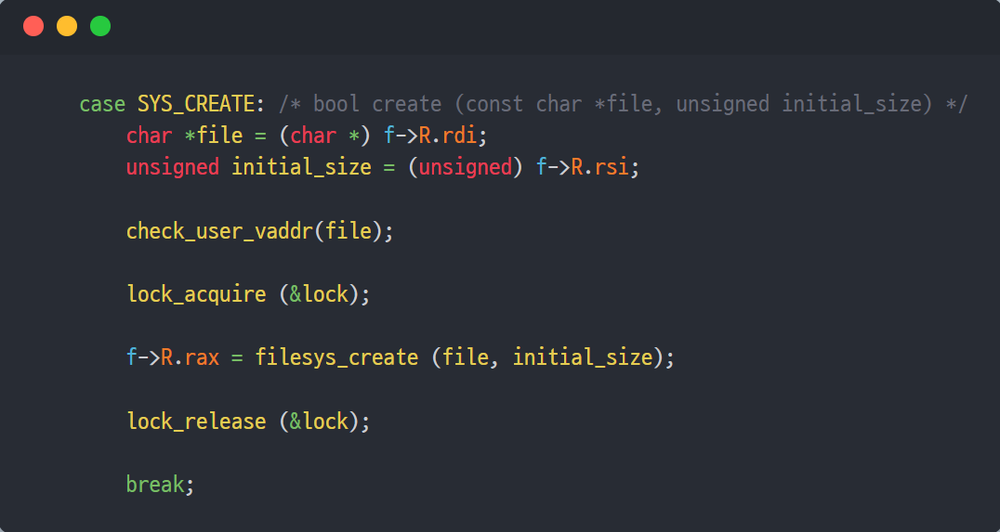 case SYS_CREATE: /* bool create (const char *file, unsigned initial_size) */
char *file = (char *) f->R.rdi;
unsigned initial_size = (unsigned) f->R.rsi;
check_user_vaddr(file);
lock_acquire (&lock);
f->R.rax = filesys_create (file, initial_size);
lock_release (&lock);
break;